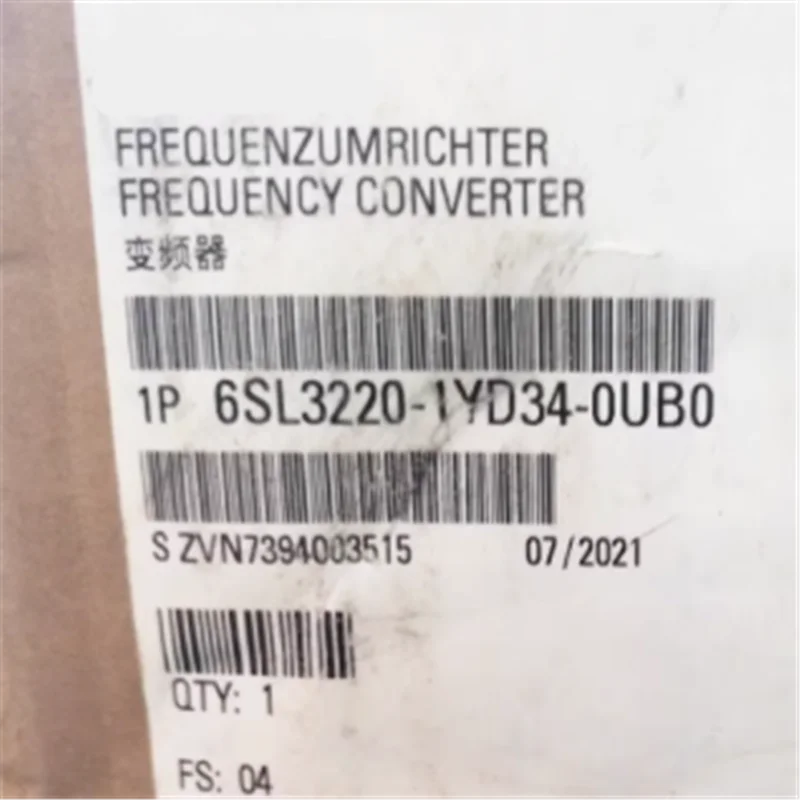 FREQUENZUMRICHTER
FREQUENCY CONVERTER
变频器
1P 6SL3220-1YD34-0UB0
S ZVN7394003515 07/2021
QTY: 1
FS: 04